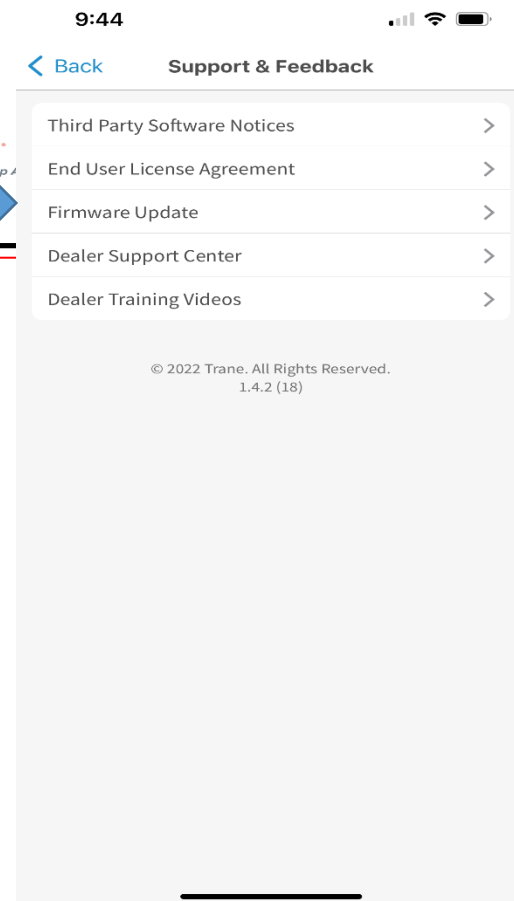 9:44
Back
Support & Feedback
Third Party Software Notices
End User License Agreement
Firmware Update
Dealer Support Center
Dealer Training Videos
© 2022 Trane. All Rights Reserved.
1.4.2 (18)